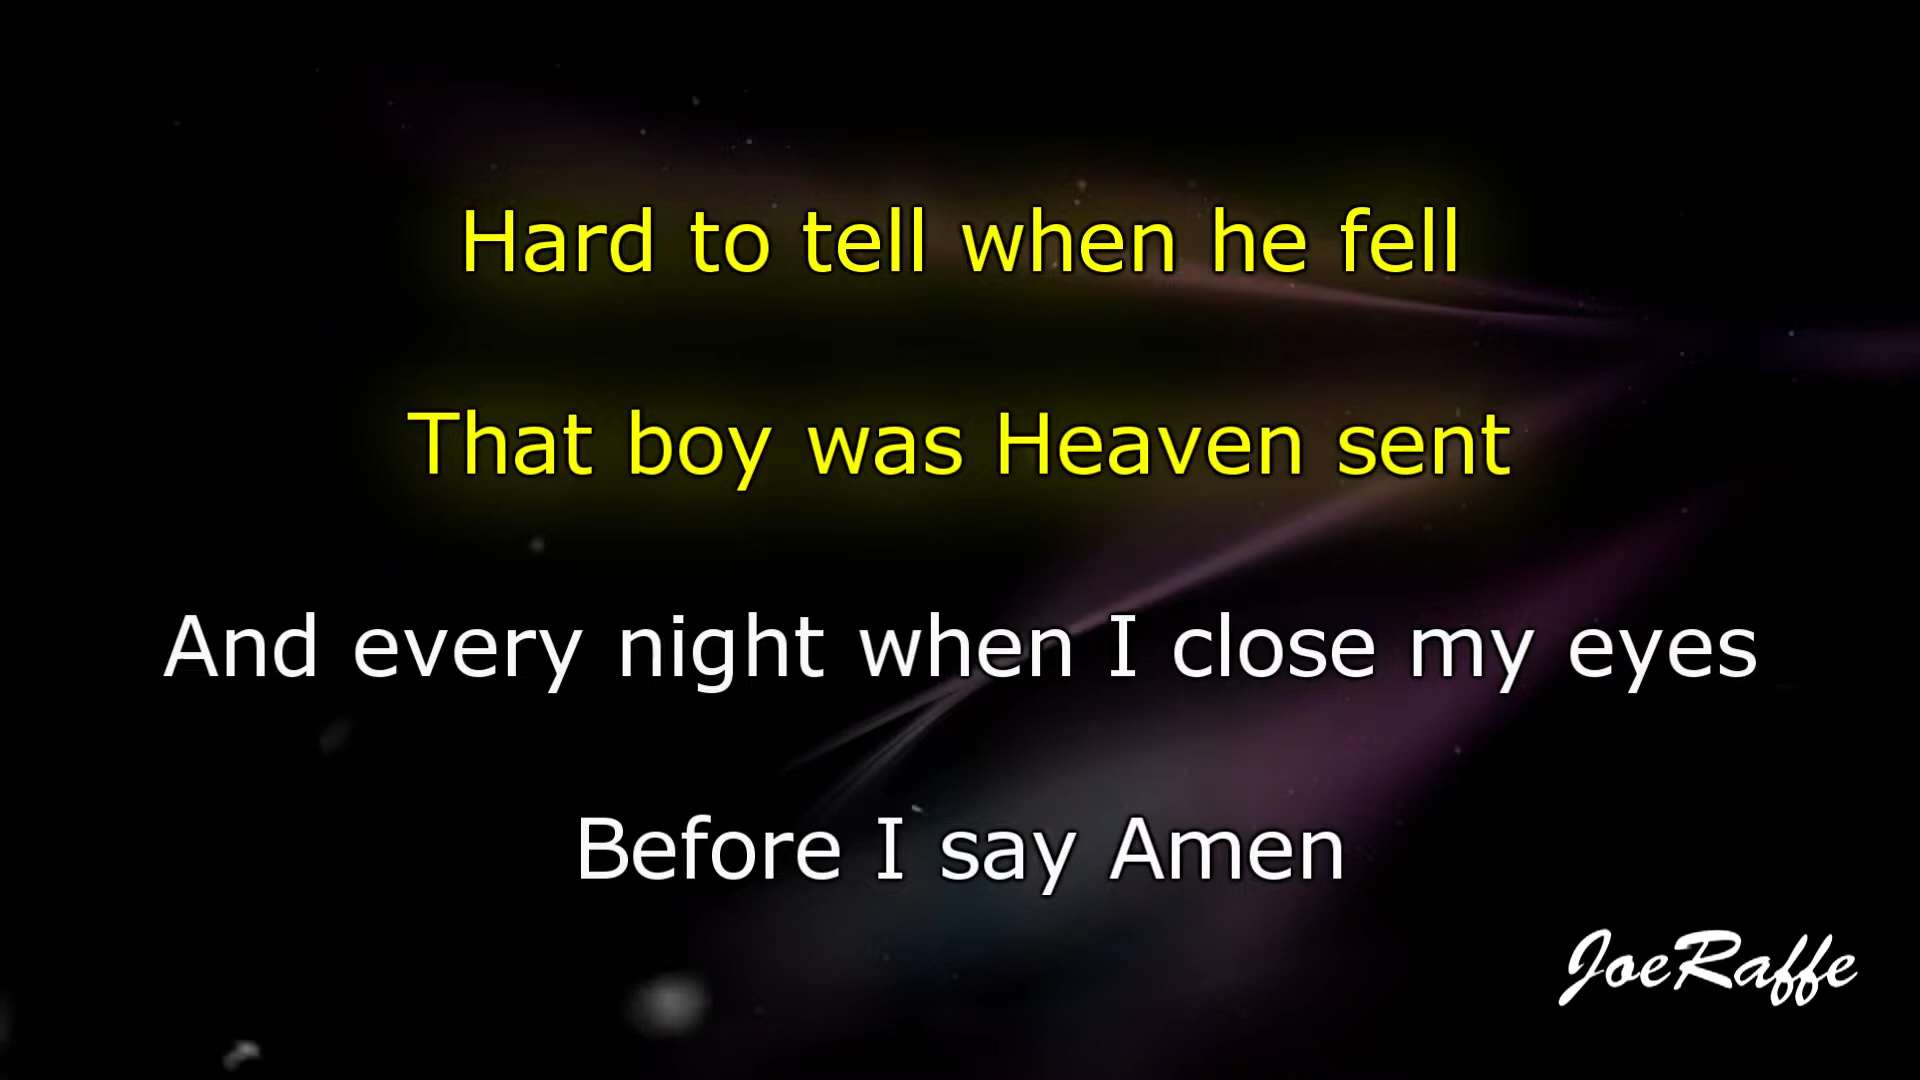 Hard to tell when he fell
That boy was Heaven sent
And every night when I close my eyes
Before I say Amen
JoeRaffe